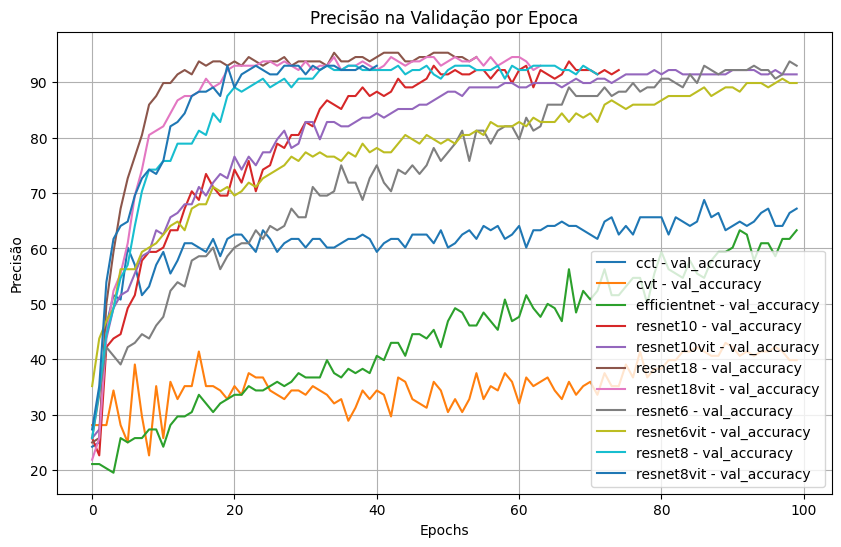 Precisão na Validação por Epoca
Precisão
90
80
70
60
50
40
30
20
0
20
40
60
80
100
Epochs
cct - val_accuracy
cvt - val_accuracy
efficientnet - val_accuracy
resnet10 - val_accuracy
resnet10vit - val_accuracy
resnet18 - val_accuracy
resnet18vit - val_accuracy
resnet6 - val_accuracy
resnet6vit - val_accuracy
resnet8 - val_accuracy
resnet8vit - val_accuracy